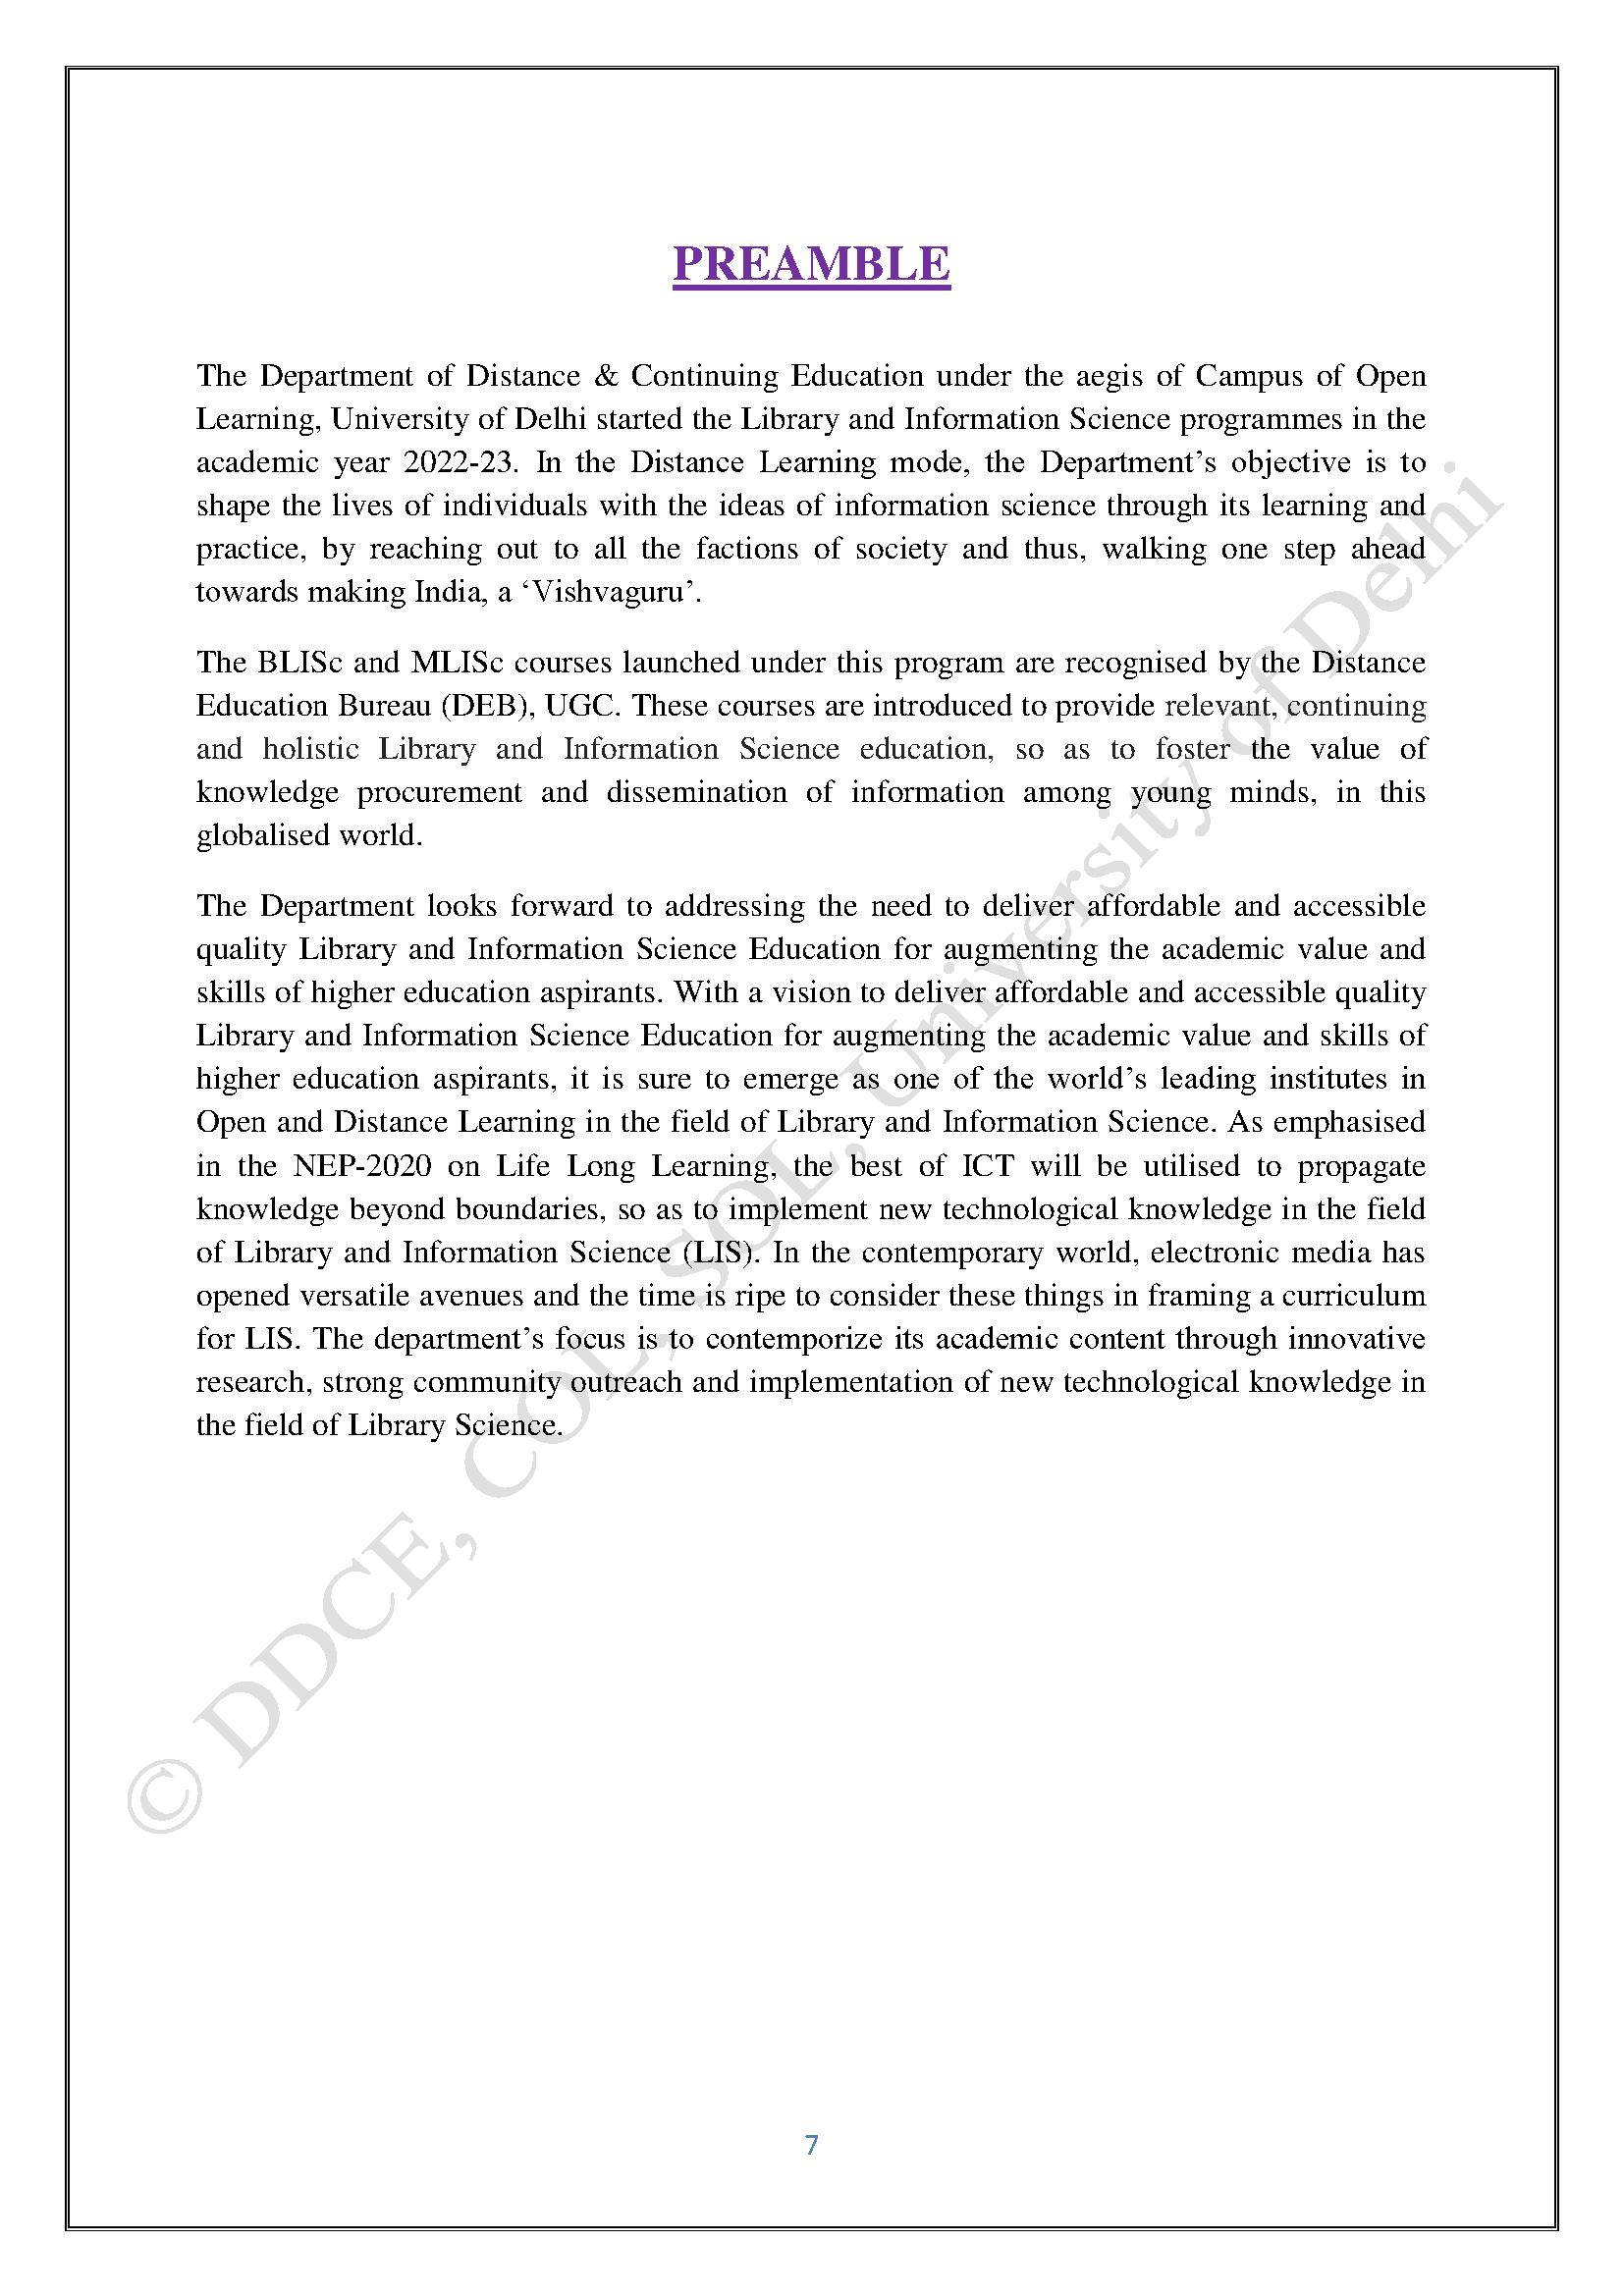 PREAMBLE
The Department of Distance & Continuing Education under the aegis of Campus of Open
Learning, University of Delhi started the Library and Information Science programmes in the
academic year 2022-23. In the Distance Learning mode, the Department’s objective is to
shape the lives of individuals with the ideas of information science through its learning and
practice, by reaching out to all the factions of society and thus, walking one step ahead
towards making India, a ‘Vishvaguru’.
The BLISc and MLISc courses launched under this program are recognised by the Distance
Education Bureau (DEB), UGC. These courses are introduced to provide relevant, continuing
and holistic Library and Information Science education, so as to foster the value of
knowledge procurement and dissemination of information among young minds, in this
globalised world.
The Department looks forward to addressing the need to deliver affordable and accessible
quality Library and Information Science Education for augmenting the academic value and
skills of higher education aspirants. With a vision to deliver affordable and accessible quality
Library and Information Science Education for augmenting the academic value and skills of
higher education aspirants, it is sure to emerge as one of the world’s leading institutes in
Open and Distance Learning in the field of Library and Information Science. As emphasised
in the NEP-2020 on Life Long Learning, the best of ICT will be utilised to propagate
knowledge beyond boundaries, so as to implement new technological knowledge in the field
of Library and Information Science (LIS). In the contemporary world, electronic media has
opened versatile avenues and the time is ripe to consider these things in framing a curriculum
for LIS. The department’s focus is to contemporize its academic content through innovative
research, strong community outreach and implementation of new technological knowledge in
the field of Library Science.
© DDCE, COL, SOL, University of Delhi
7